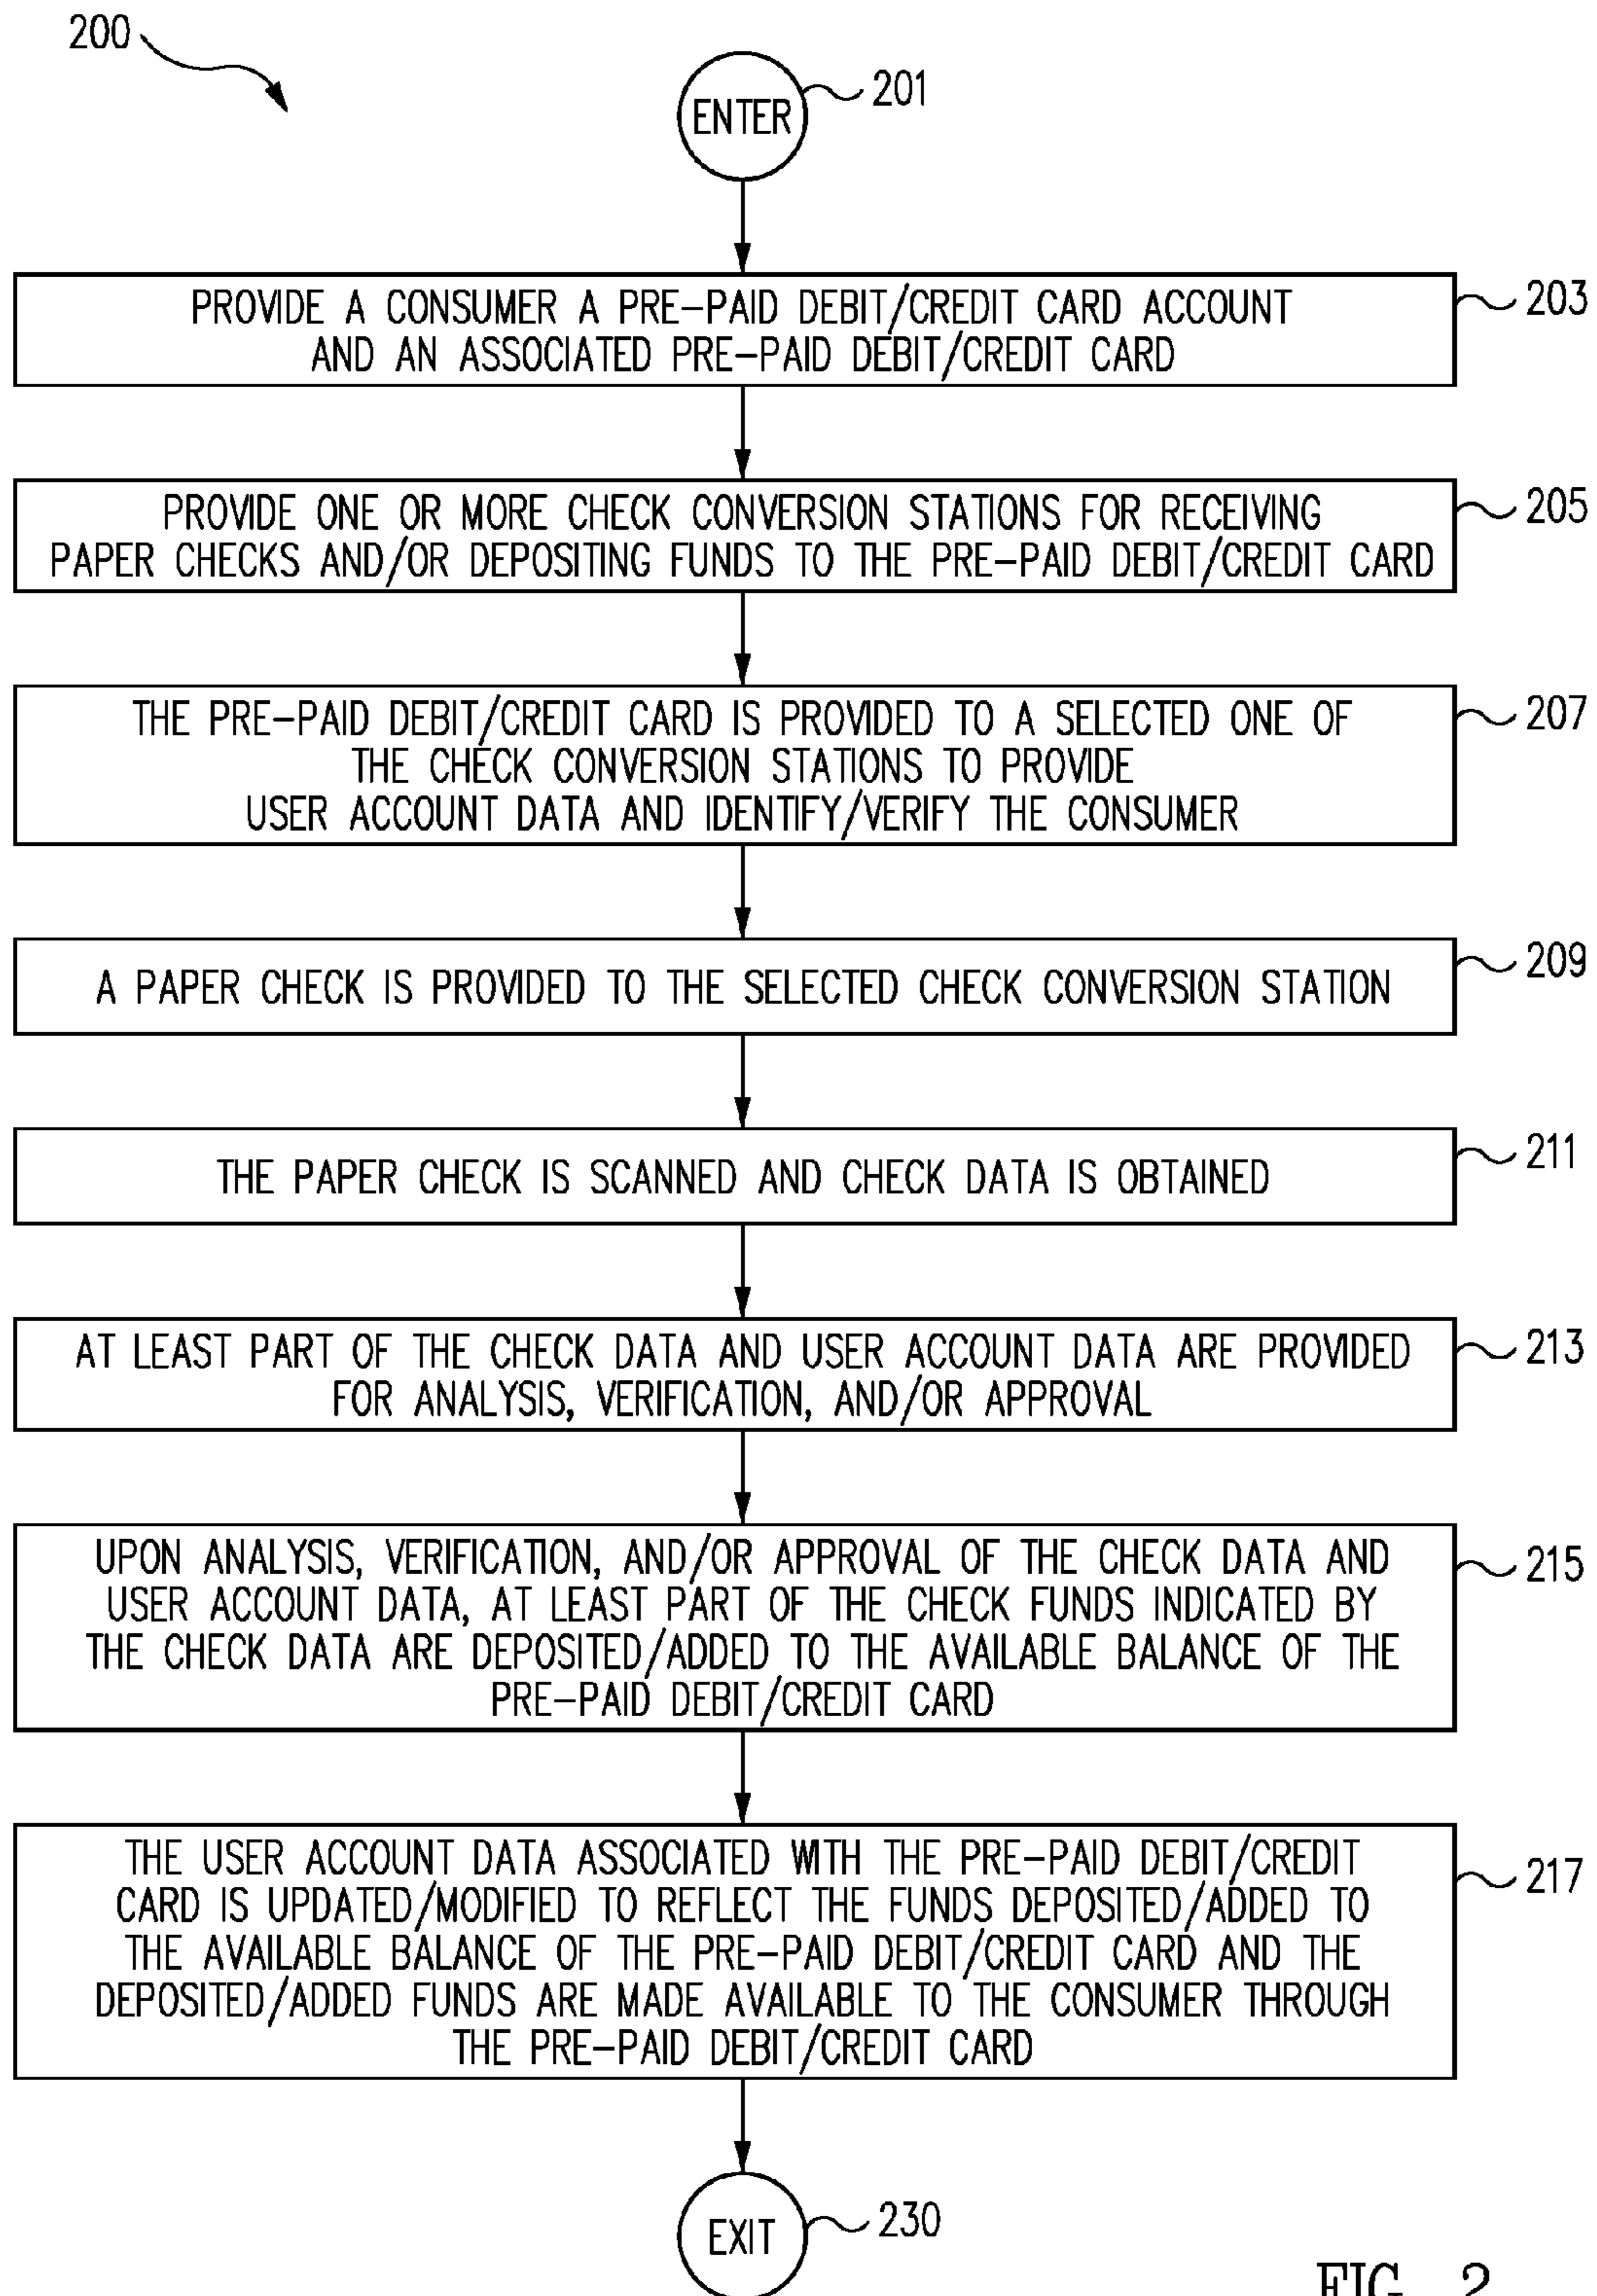 200
ENTER
201
PROVIDE A CONSUMER A PRE-PAID DEBIT/CREDIT CARD ACCOUNT
AND AN ASSOCIATED PRE-PAID DEBIT/CREDIT CARD
203
PROVIDE ONE OR MORE CHECK CONVERSION STATIONS FOR RECEIVING
PAPER CHECKS AND/OR DEPOSITING FUNDS TO THE PRE-PAID DEBIT/CREDIT CARD
205
THE PRE-PAID DEBIT/CREDIT CARD IS PROVIDED TO A SELECTED ONE OF
THE CHECK CONVERSION STATIONS TO PROVIDE
USER ACCOUNT DATA AND IDENTIFY/VERIFY THE CONSUMER
207
A PAPER CHECK IS PROVIDED TO THE SELECTED CHECK CONVERSION STATION
209
THE PAPER CHECK IS SCANNED AND CHECK DATA IS OBTAINED
211
AT LEAST PART OF THE CHECK DATA AND USER ACCOUNT DATA ARE PROVIDED
FOR ANALYSIS, VERIFICATION, AND/OR APPROVAL
213
UPON ANALYSIS, VERIFICATION, AND/OR APPROVAL OF THE CHECK DATA AND
USER ACCOUNT DATA, AT LEAST PART OF THE CHECK FUNDS INDICATED BY
THE CHECK DATA ARE DEPOSITED/ADDED TO THE AVAILABLE BALANCE OF THE
PRE-PAID DEBIT/CREDIT CARD
215
THE USER ACCOUNT DATA ASSOCIATED WITH THE PRE-PAID DEBIT/CREDIT
CARD IS UPDATED/MODIFIED TO REFLECT THE FUNDS DEPOSITED/ADDED TO
THE AVAILABLE BALANCE OF THE PRE-PAID DEBIT/CREDIT CARD AND THE
DEPOSITED/ADDED FUNDS ARE MADE AVAILABLE TO THE CONSUMER THROUGH
THE PRE-PAID DEBIT/CREDIT CARD
217
EXIT
230
FIG. 2